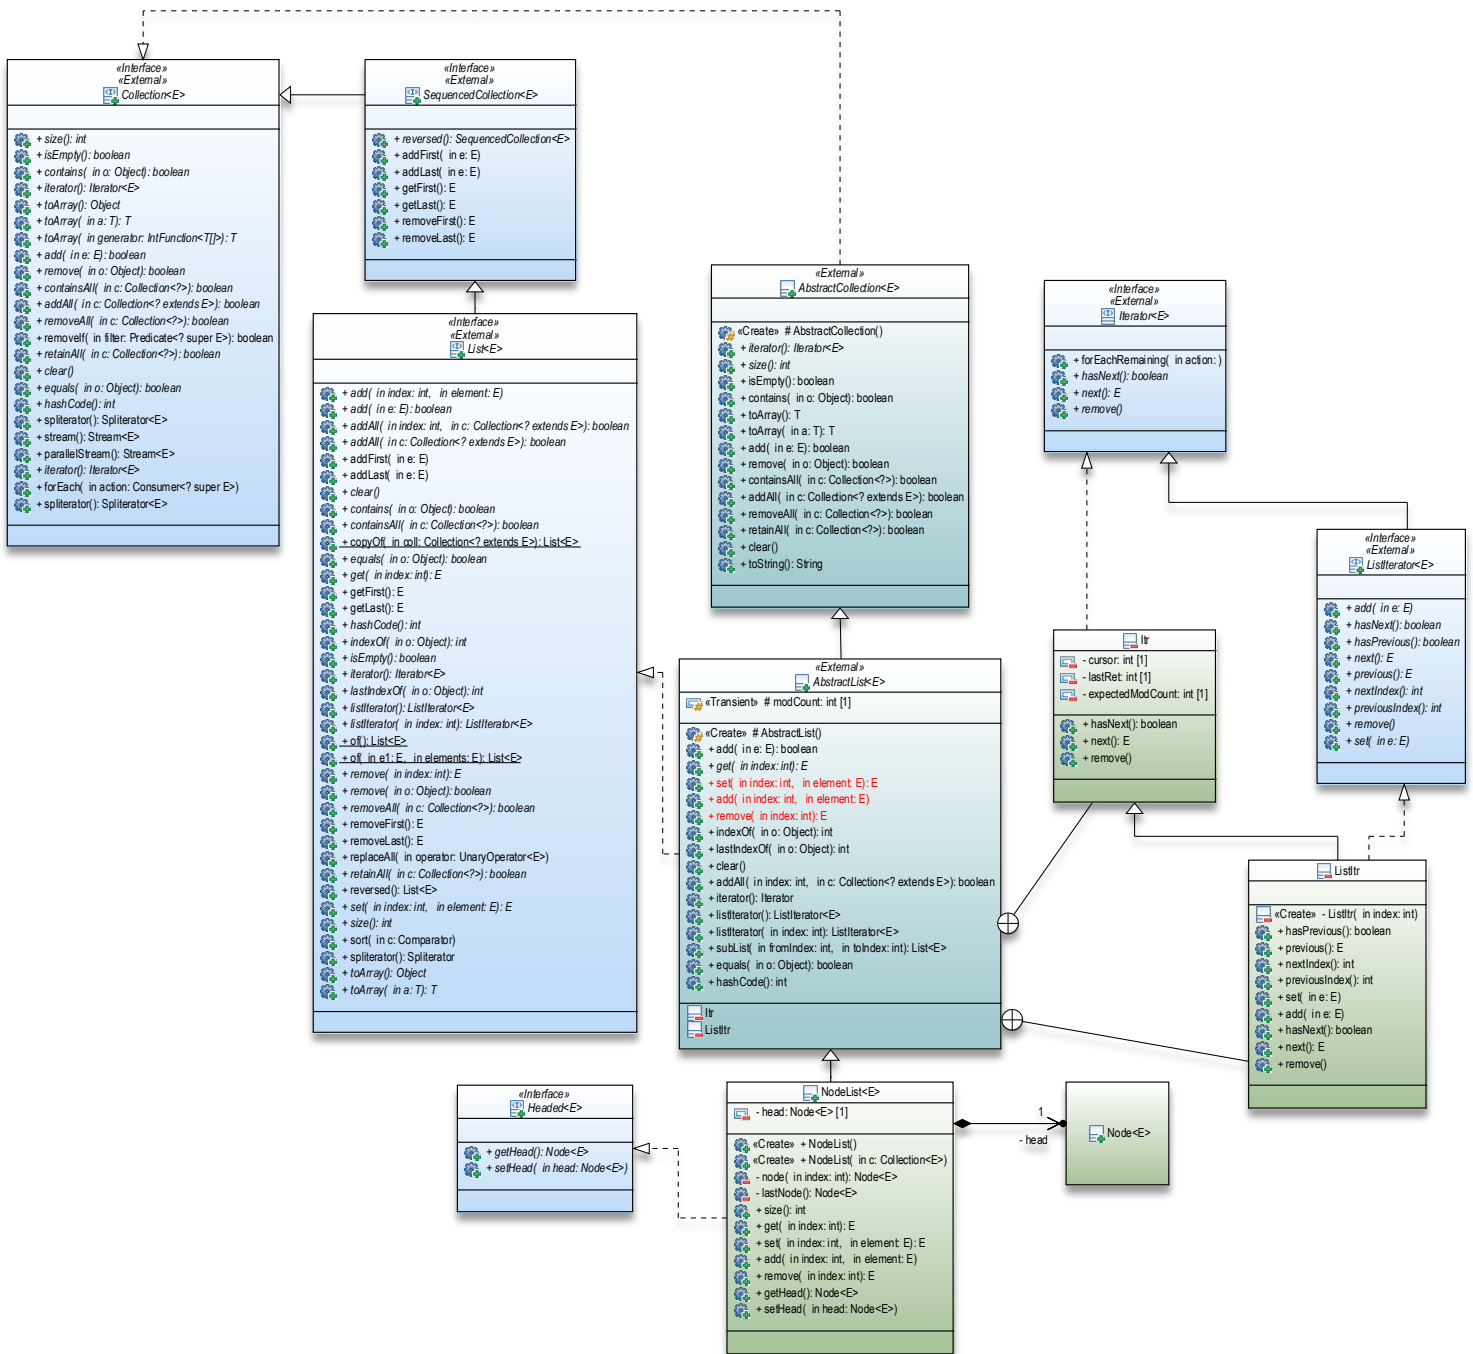 «Interface»
«External»
Collection<E>
+ size(): int
+ isEmpty(): boolean
+ contains( in o: Object): boolean
+ iterator(): Iterator<E>
+ toArray(): Object
+ toArray( in a: T): T
+ toArray( in generator: IntFunction<T[]>): T
+ add( in e: E): boolean
+ remove( in o: Object): boolean
+ containsAll( in c: Collection<?>): boolean
+ addAll( in c: Collection<? extends E>): boolean
+ removeAll( in c: Collection<?>): boolean
+ removeIf( in filter: Predicate<? super E>): boolean
+ retainAll( in c: Collection<?>): boolean
+ clear()
+ equals( in o: Object): boolean
+ hashCode(): int
+ spliterator(): Spliterator<E>
+ stream(): Stream<E>
+ parallelStream(): Stream<E>
+ iterator(): Iterator<E>
+ forEach( in action: Consumer<? super E>)
+ spliterator(): Spliterator<E>
«Interface»
«External»
SequencedCollection<E>
+ reversed(): SequencedCollection<E>
+ addFirst( in e: E)
+ addLast( in e: E)
+ getFirst(): E
+ getLast(): E
+ removeFirst(): E
+ removeLast(): E
«Interface»
«External»
List<E>
+ add( in index: int, in element: E)
+ add( in e: E): boolean
+ addAll( in index: int, in c: Collection<? extends E>): boolean
+ addAll( in c: Collection<? extends E>): boolean
+ addFirst( in e: E)
+ addLast( in e: E)
+ clear()
+ contains( in o: Object): boolean
+ containsAll( in c: Collection<?>): boolean
+ copyOf( in coll: Collection<? extends E>): List<E>
+ equals( in o: Object): boolean
+ get( in index: int): E
+ getFirst(): E
+ getLast(): E
+ hashCode(): int
+ indexOf( in o: Object): int
+ isEmpty(): boolean
+ iterator(): Iterator<E>
+ lastIndexOf( in o: Object): int
+ listIterator(): ListIterator<E>
+ listIterator( in index: int): ListIterator<E>
+ of(): List<E>
+ of( in e1: E, in elements: E): List<E>
+ remove( in index: int): E
+ remove( in o: Object): boolean
+ removeAll( in c: Collection<?>): boolean
+ removeFirst(): E
+ removeLast(): E
+ replaceAll( in operator: UnaryOperator<E>)
+ retainAll( in c: Collection<?>): boolean
+ reversed(): List<E>
+ set( in index: int, in element: E): E
+ size(): int
+ sort( in c: Comparator)
+ spliterator(): Spliterator
+ toArray(): Object
+ toArray( in a: T): T
«External»
AbstractCollection<E>
«Create» # AbstractCollection()
+ iterator(): Iterator<E>
+ size(): int
+ isEmpty(): boolean
+ contains( in o: Object): boolean
+ toArray(): T
+ toArray( in a: T): T
+ add( in e: E): boolean
+ remove( in o: Object): boolean
+ containsAll( in c: Collection<?>): boolean
+ addAll( in c: Collection<? extends E>): boolean
+ removeAll( in c: Collection<?>): boolean
+ retainAll( in c: Collection<?>): boolean
+ clear()
+ toString(): String
«Interface»
«External»
Iterator<E>
+ forEachRemaining( in action: )
+ hasNext(): boolean
+ next(): E
+ remove()
«Interface»
«External»
ListIterator<E>
+ add( in e: E)
+ hasNext(): boolean
+ hasPrevious(): boolean
+ next(): E
+ previous(): E
+ nextIndex(): int
+ previousIndex(): int
+ remove()
+ set( in e: E)
Itr
- cursor: int [1]
- lastRet: int [1]
- expectedModCount: int [1]
+ hasNext(): boolean
+ next(): E
+ remove()
«External»
AbstractList<E>
«Transient» # modCount: int [1]
«Create» # AbstractList()
+ add( in e: E): boolean
+ get( in index: int): E
+ set( in index: int, in element: E): E
+ add( in index: int, in element: E)
+ remove( in index: int): E
+ indexOf( in o: Object): int
+ lastIndexOf( in o: Object): int
+ clear()
+ addAll( in index: int, in c: Collection<? extends E>): boolean
+ iterator(): Iterator
+ listIterator(): ListIterator<E>
+ listIterator( in index: int): ListIterator<E>
+ subList( in fromIndex: int, in toIndex: int): List<E>
+ equals( in o: Object): boolean
+ hashCode(): int
Itr
ListItr
ListItr
«Create» - ListItr( in index: int)
+ hasPrevious(): boolean
+ previous(): E
+ nextIndex(): int
+ previousIndex(): int
+ set( in e: E)
+ add( in e: E)
+ hasNext(): boolean
+ next(): E
+ remove()
«Interface»
Headed<E>
+ getHead(): Node<E>
+ setHead( in head: Node<E>)
NodeList<E>
- head: Node<E> [1]
«Create» + NodeList()
«Create» + NodeList( in c: Collection<E>)
- node( in index: int): Node<E>
- lastNode(): Node<E>
+ size(): int
+ get( in index: int): E
+ set( in index: int, in element: E): E
+ add( in index: int, in element: E)
+ remove( in index: int): E
+ getHead(): Node<E>
+ setHead( in head: Node<E>)
1
- head
Node<E>